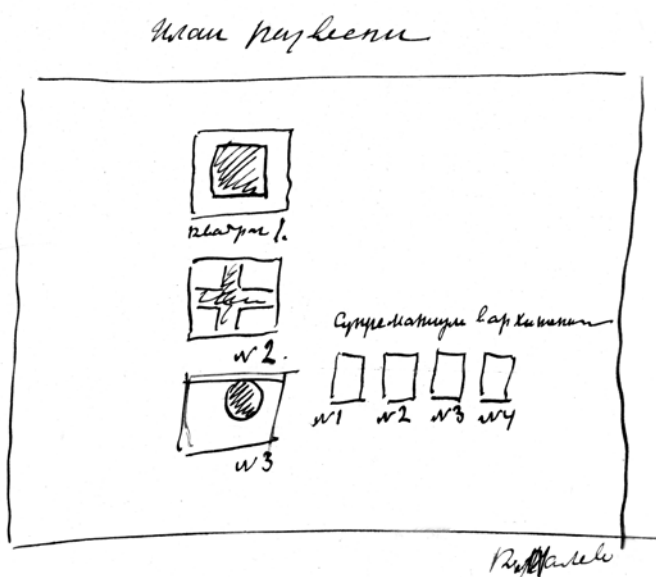 План развески
квадрат 1.
№2.
№3
Супрематизм в архитектуре
№1 №2 №3 №4